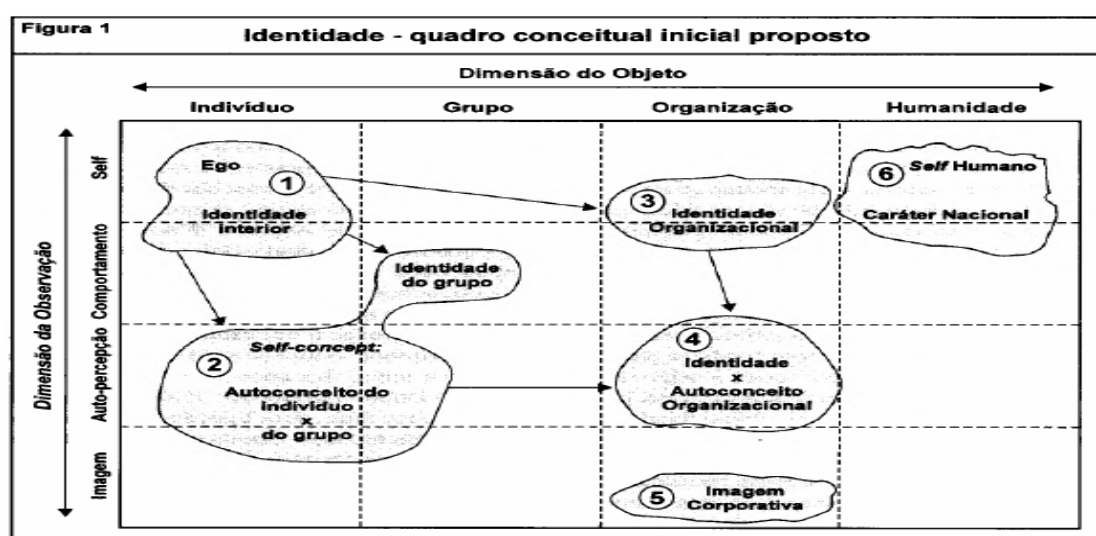 Figura 1
Identidade - quadro conceitual inicial proposto
Dimensão do Objeto
Indivíduo
Grupo
Organização
Humanidade
Dimensão da Observação
Self
Comportamento
Auto-percepção
Imagem
Ego
1
Identidade
interior
Identidade
do grupo
2
Self-concept:
Autoconceito do
indivíduo
x
do grupo
3
Identidade
Organizacional
4
Identidade
x
Autoconceito
Organizacional
5
Imagem
Corporativa
6
Self Humano
Caráter Nacional